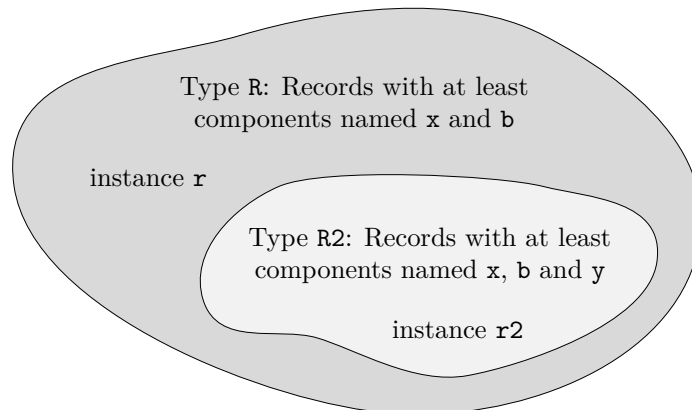 Type R: Records with at least
components named x and b
instance r
Type R2: Records with at least
components named x, b and y
instance r2